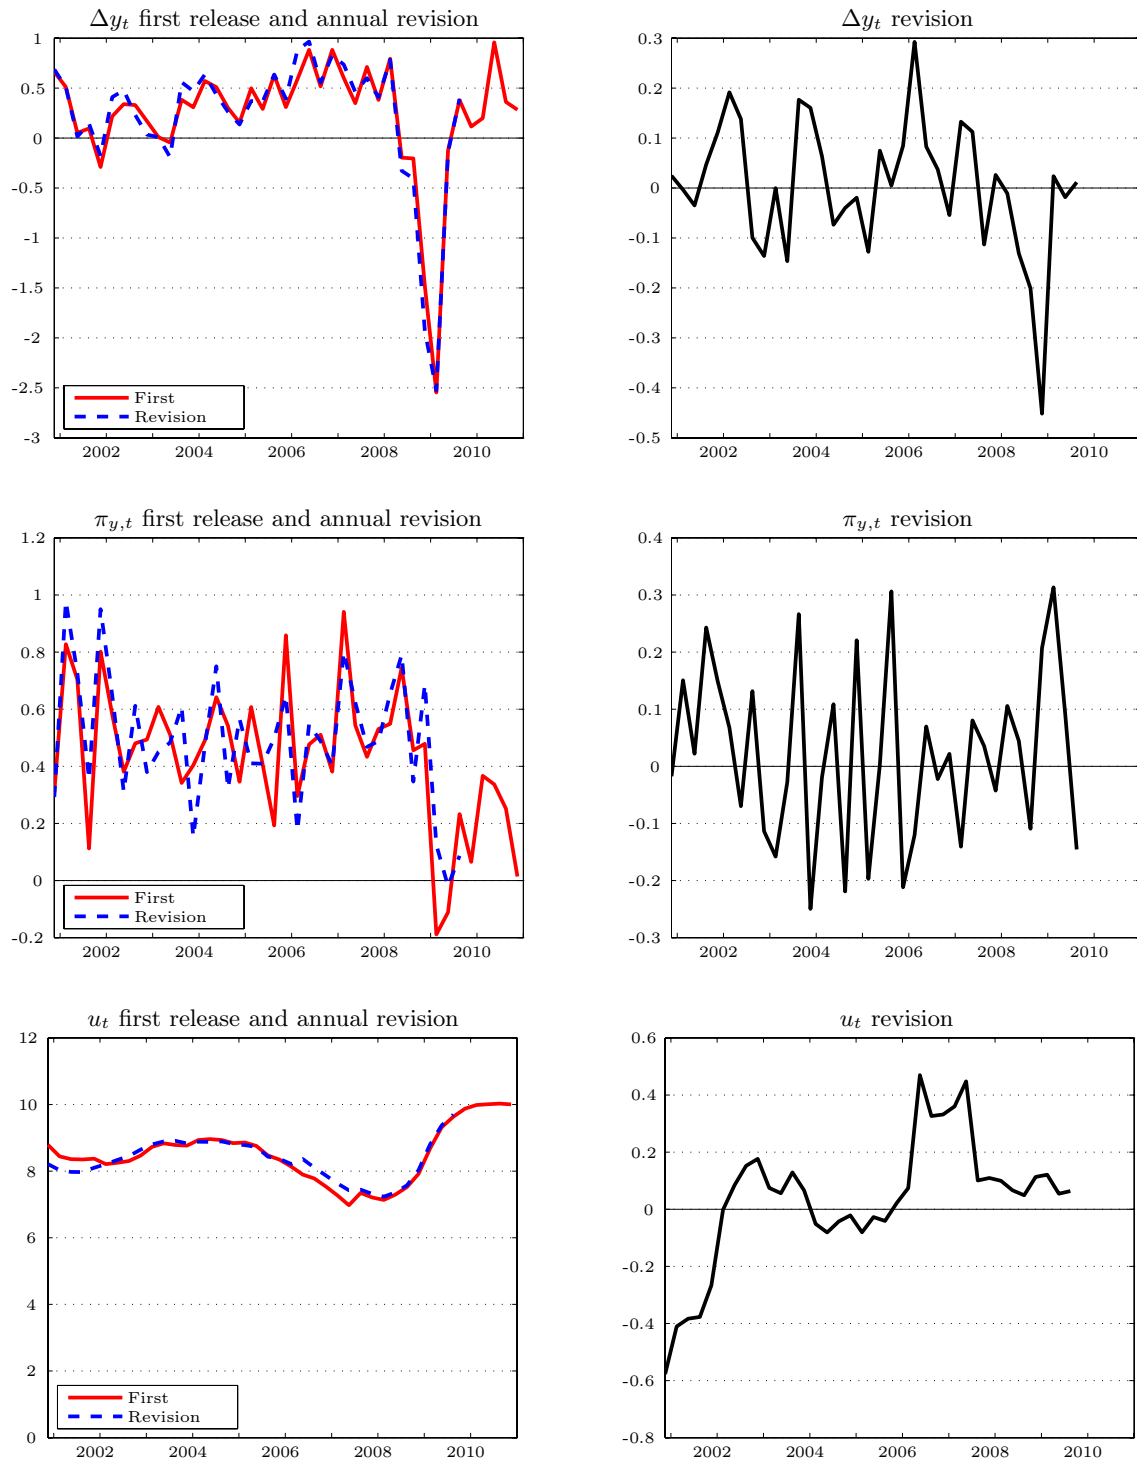 Δy_t first release and annual revision
1
0.5
0
-0.5
-1
-1.5
-2
-2.5
-3
First
Revision
2002 2004 2006 2008 2010
Δy_t revision
0.3
0.2
0.1
0
-0.1
-0.2
-0.3
-0.4
-0.5
2002 2004 2006 2008 2010
π_{y,t} first release and annual revision
1.2
1
0.8
0.6
0.4
0.2
0
-0.2
First
Revision
2002 2004 2006 2008 2010
π_{y,t} revision
0.4
0.3
0.2
0.1
0
-0.1
-0.2
-0.3
2002 2004 2006 2008 2010
u_t first release and annual revision
12
10
8
6
4
2
0
First
Revision
2002 2004 2006 2008 2010
u_t revision
0.6
0.4
0.2
0
-0.2
-0.4
-0.6
-0.8
2002 2004 2006 2008 2010